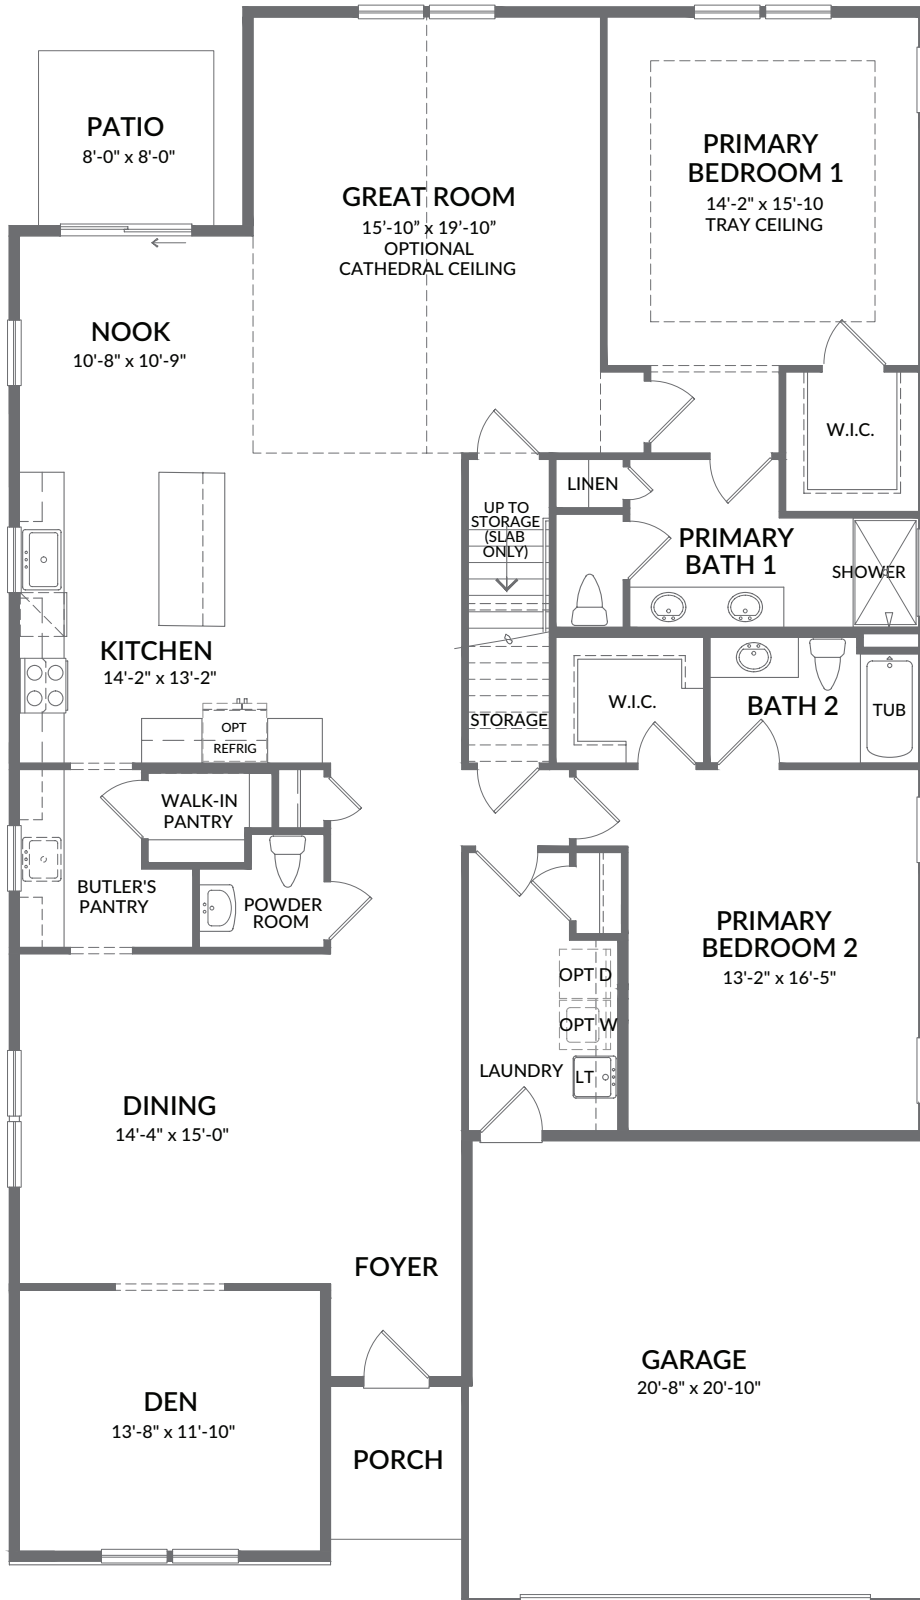 PATIO
8'-0" x 8'-0"
GREAT ROOM
15’-10” x 19’-10”
OPTIONAL
CATHEDRAL CEILING
PRIMARY
BEDROOM 1
14'-2" x 15'-10
TRAY CEILING
NOOK
10'-8" x 10'-9"
W.I.C.
LINEN
UP TO
STORAGE
(SLAB
ONLY)
PRIMARY
BATH 1
SHOWER
KITCHEN
14'-2" x 13'-2"
OPT
REFRIG
STORAGE
W.I.C.
BATH 2
TUB
WALK-IN
PANTRY
BUTLER'S
PANTRY
POWDER
ROOM
PRIMARY
BEDROOM 2
13'-2" x 16'-5"
OPT D
OPT W
LAUNDRY
LT
DINING
14'-4" x 15'-0"
FOYER
GARAGE
20'-8" x 20'-10"
DEN
13'-8" x 11'-10"
PORCH